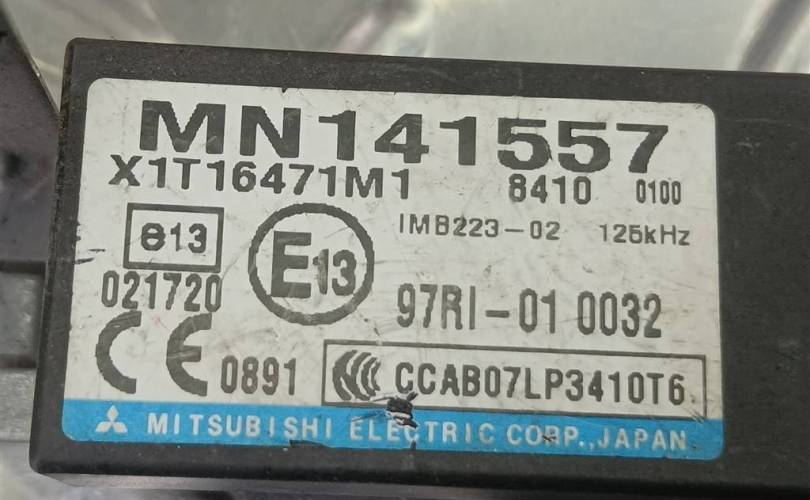 MN141557
X1T16471M1 8410 0100
e13 E13 IMB223-02 125kHz
021720 97RI-01 0032
CE 0891 CCC CCAB07LP3410T6
MITSUBISHI ELECTRIC CORP.,JAPAN